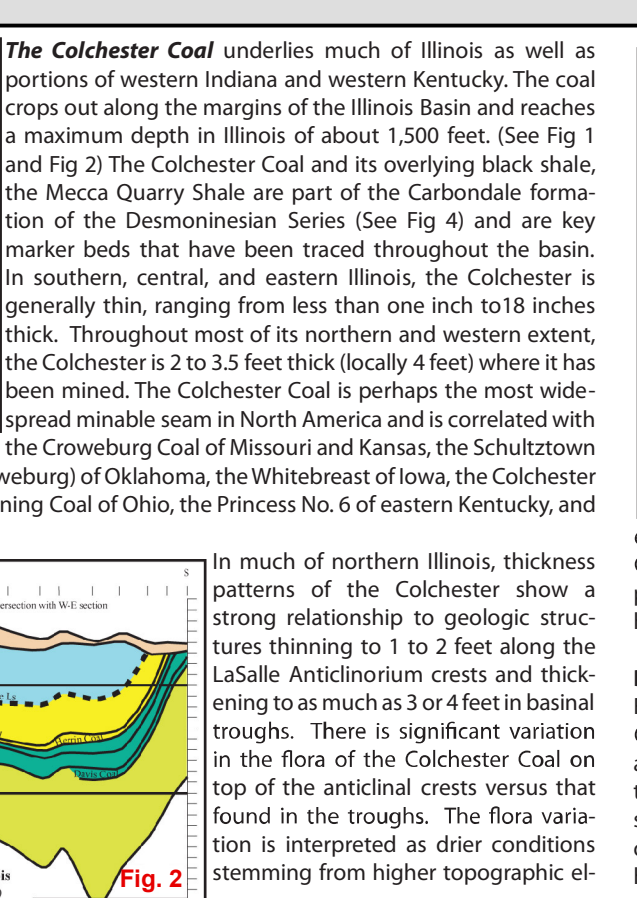 The Colchester Coal underlies much of Illinois as well as
portions of western Indiana and western Kentucky. The coal
crops out along the margins of the Illinois Basin and reaches
a maximum depth in Illinois of about 1,500 feet. (See Fig 1
and Fig 2) The Colchester Coal and its overlying black shale,
the Mecca Quarry Shale are part of the Carbondale forma-
tion of the Desmoninesian Series (See Fig 4) and are key
marker beds that have been traced throughout the basin.
In southern, central, and eastern Illinois, the Colchester is
generally thin, ranging from less than one inch to18 inches
thick. Throughout most of its northern and western extent,
the Colchester is 2 to 3.5 feet thick (locally 4 feet) where it has
been mined. The Colchester Coal is perhaps the most wide-
spread minable seam in North America and is correlated with
the Croweburg Coal of Missouri and Kansas, the Schultztown
weburg) of Oklahoma, the Whitebreast of Iowa, the Colchester
ning Coal of Ohio, the Princess No. 6 of eastern Kentucky, and
S
ersection with W-E section
e Ls
Herrin Coal
Davis Coal
is
Fig. 2
In much of northern Illinois, thickness
patterns of the Colchester show a
strong relationship to geologic struc-
tures thinning to 1 to 2 feet along the
LaSalle Anticlinorium crests and thick-
ening to as much as 3 or 4 feet in basinal
troughs. There is significant variation
in the flora of the Colchester Coal on
top of the anticlinal crests versus that
found in the troughs. The flora varia-
tion is interpreted as drier conditions
stemming from higher topographic el-